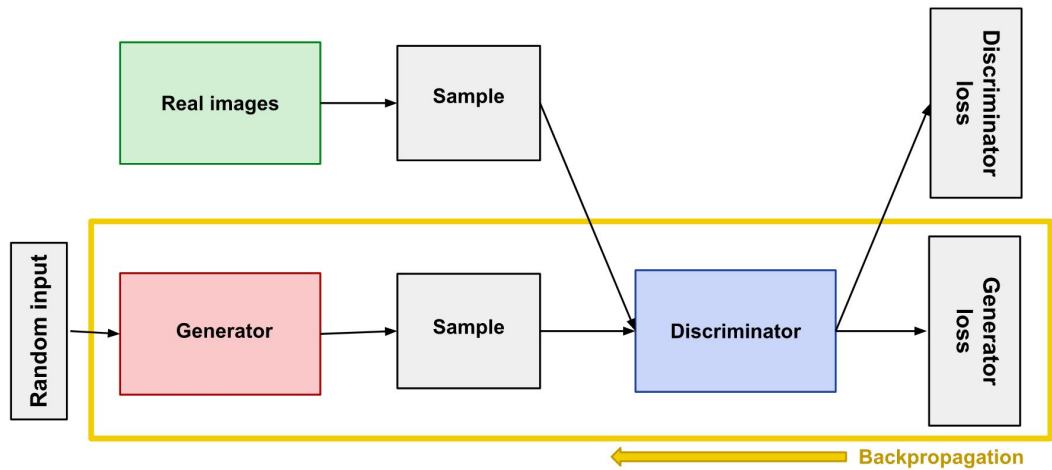 Real images
Sample
Discriminator
loss
Random input
Generator
Sample
Discriminator
Generator
loss
Backpropagation